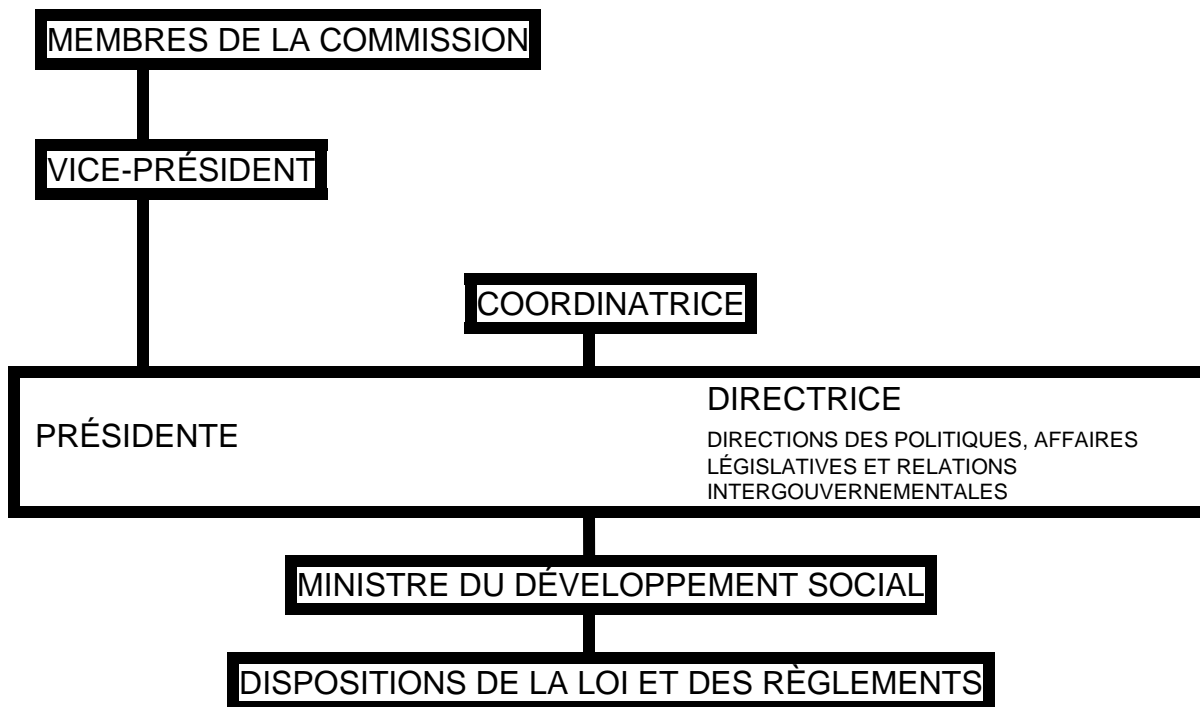 MEMBRES DE LA COMMISSION
VICE-PRÉSIDENT
COORDINATRICE
PRÉSIDENTE
DIRECTRICE
DIRECTIONS DES POLITIQUES, AFFAIRES
LÉGISLATIVES ET RELATIONS
INTERGOUVERNEMENTALES
MINISTRE DU DÉVELOPPEMENT SOCIAL
DISPOSITIONS DE LA LOI ET DES RÈGLEMENTS